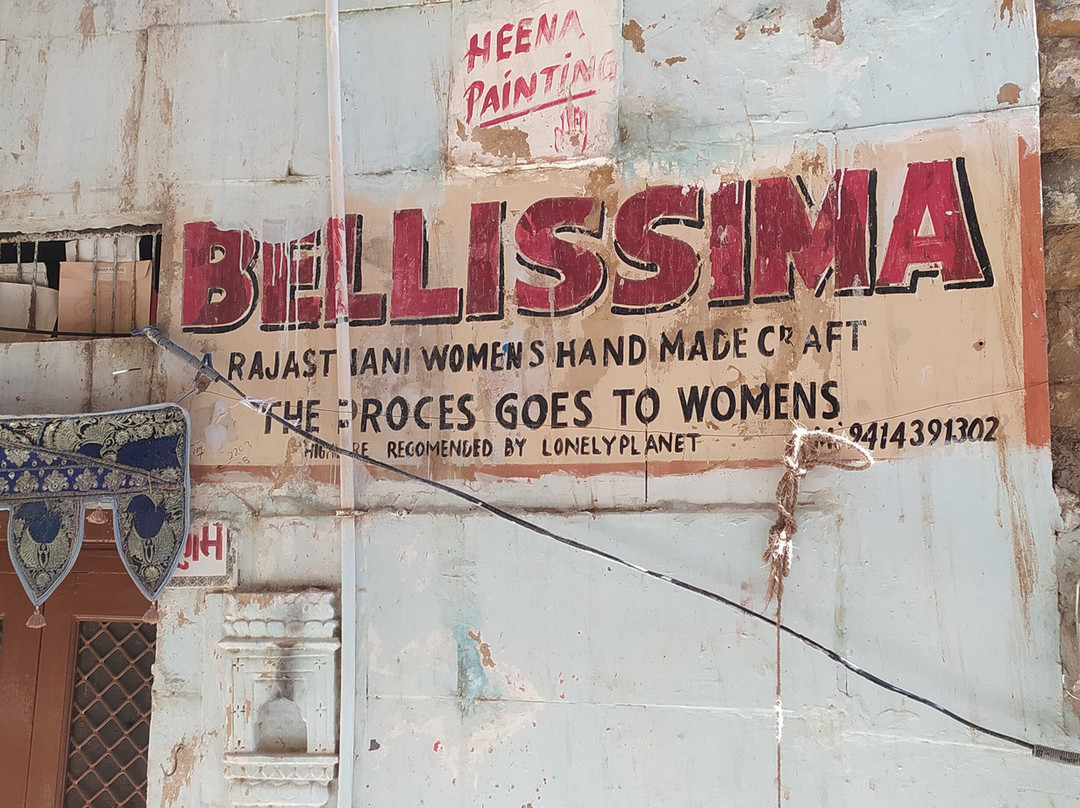 HEENA
PAINTING
BELLISSIMA
A RAJASTHANI WOMENS HAND MADE CRAFT
THE PROCES GOES TO WOMENS
RECOMENDED BY LONELYPLANET
9414391302